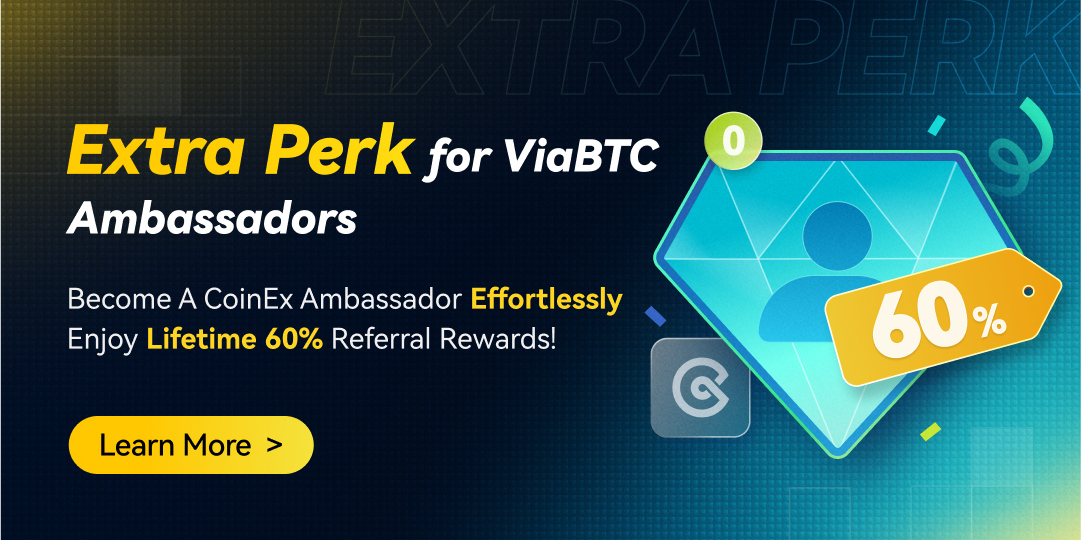 EXTRA PERK
Extra Perk for ViaBTC
Ambassadors
Become A CoinEx Ambassador Effortlessly
Enjoy Lifetime 60% Referral Rewards!
Learn More >
0
60%